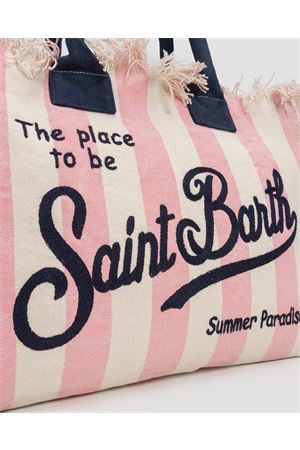 The place
to be
Saint Barth
Summer Paradise